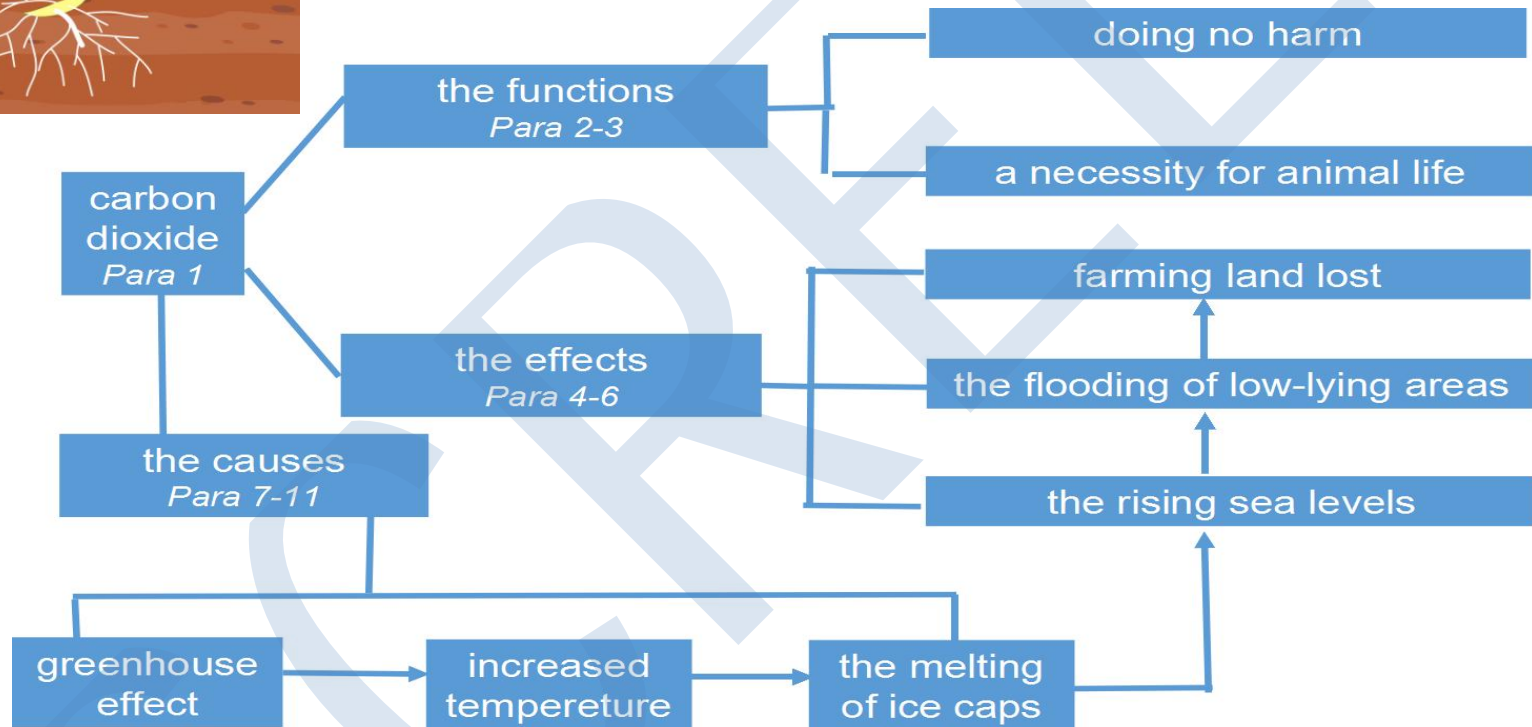 doing no harm
the functions
Para 2-3
a necessity for animal life
carbon
dioxide
Para 1
farming land lost
the effects
Para 4-6
the flooding of low-lying areas
the causes
Para 7-11
the rising sea levels
greenhouse
effect
increased
tempereture
the melting
of ice caps